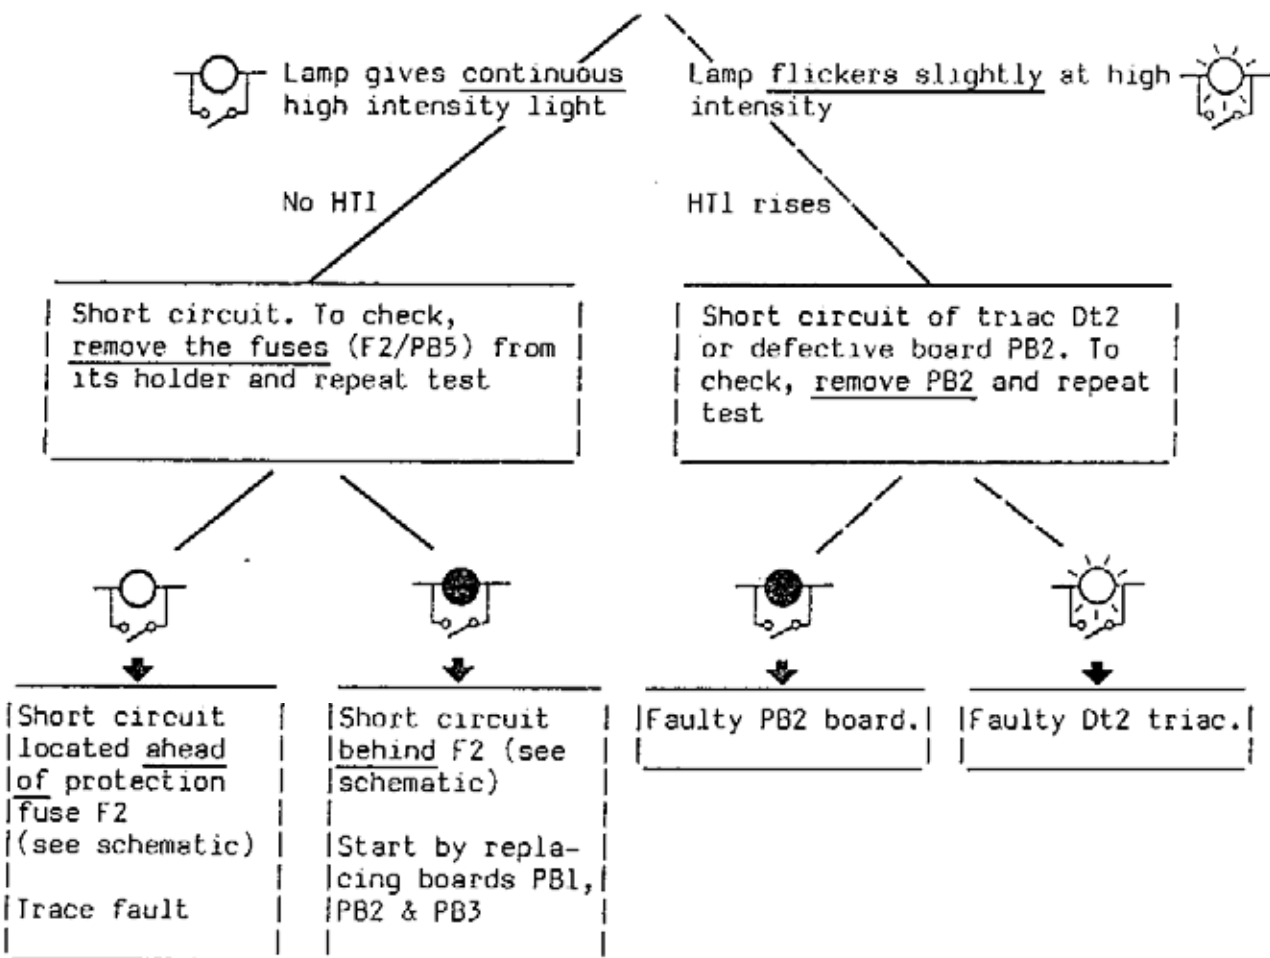 Lamp gives continuous
high intensity light
Lamp flickers slightly at high
intensity
No HTI
HT1 rises
Short circuit. To check,
remove the fuses (F2/PB5) from
its holder and repeat test
Short circuit of triac Dt2
or defective board PB2. To
check, remove PB2 and repeat
test
Short circuit
located ahead
of protection
fuse F2
(see schematic)
Trace fault
Short circuit
behind F2 (see
schematic)
Start by repla-
cing boards PB1,
PB2 & PB3
Faulty PB2 board.
Faulty Dt2 triac.